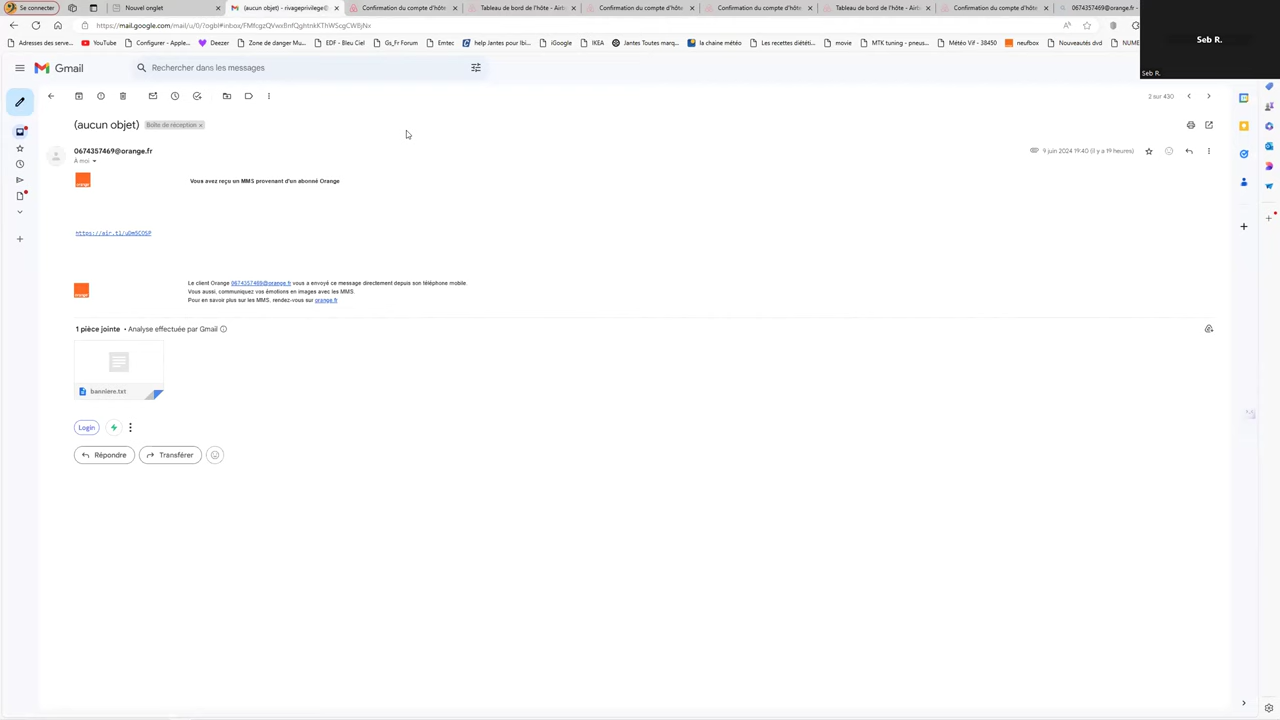 Se connecter
Nouvel onglet
(aucun objet) - rivageprivilege@
Confirmation du compte d'hôte
Tableau de bord de l'hôte - Airb
Confirmation du compte d'hôte
Confirmation du compte d'hôte
Tableau de bord de l'hôte - Airb
Confirmation du compte d'hôte
0674357469@orange.fr -
Adresses des serve...
YouTube
Configurer - Apple...
Deezer
Zone de danger Mu...
EDF - Bleu Ciel
Gs_Fr Forum
Emtec
help Jantes pour Ibi...
iGoogle
IKEA
Jantes Toutes marq...
la chaine météo
Les recettes diététi...
movie
MTK tuning - pneus...
Météo Vif - 38450
neufbox
Nouveautés dvd
NUME
Seb R.
Seb R.
Gmail
Rechercher dans les messages
2 sur 430
(aucun objet)
Boîte de réception ×
0674357469@orange.fr
À moi
9 juin 2024 19:40 (il y a 19 heures)
orange
Vous avez reçu un MMS provenant d'un abonné Orange
orange
Le client Orange 0674357469@orange.fr vous a envoyé ce message directement depuis son téléphone mobile
Vous aussi, communiquez vos émotions en images avec les MMS.
Pour en savoir plus sur les MMS, rendez-vous sur orange.fr
1 pièce jointe • Analyse effectuée par Gmail
banniere.txt
Login
Répondre
Transférer